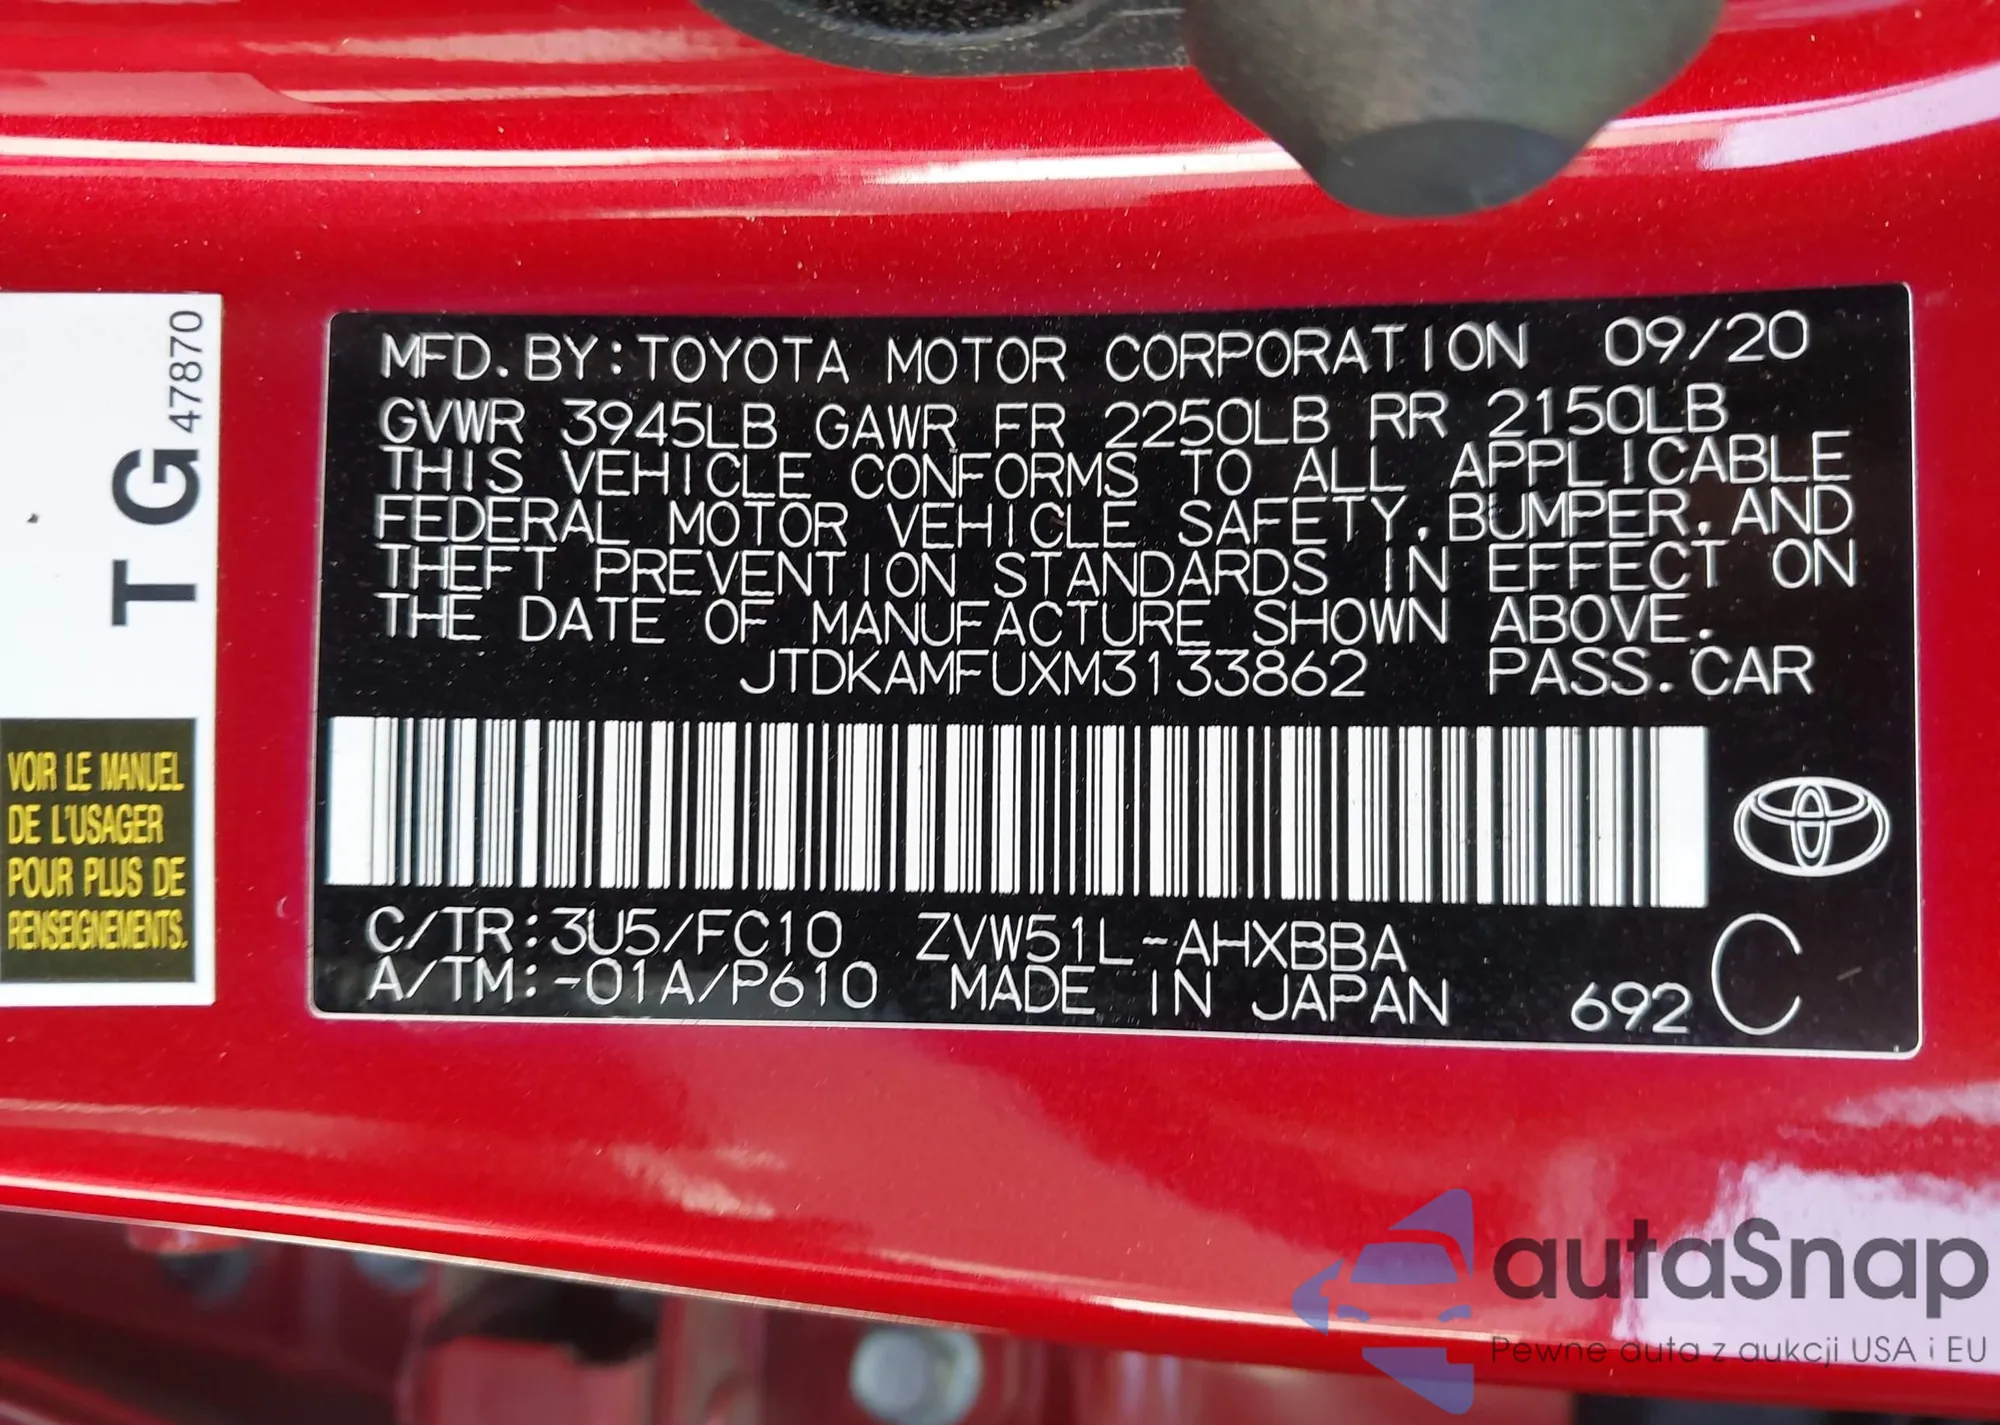 MFD. BY: TOYOTA MOTOR CORPORATION 09/20
GVWR 3945LB GAWR FR 2250LB RR 2150LB
THIS VEHICLE CONFORMS TO ALL APPLICABLE
FEDERAL MOTOR VEHICLE SAFETY, BUMPER, AND
THEFT PREVENTION STANDARDS IN EFFECT ON
THE DATE OF MANUFACTURE SHOWN ABOVE.
JTDKAMFUXM3133862 PASS. CAR
C/TR: 3U5/FC10 ZVW51L-AHXBBA C
A/TM: -01A/P610 MADE IN JAPAN 692
T G 47870
VOIR LE MANUEL
DE L'USAGER
POUR PLUS DE
RENSEIGNEMENTS.
autaSnap
Pewne auta z aukcji USA i EU